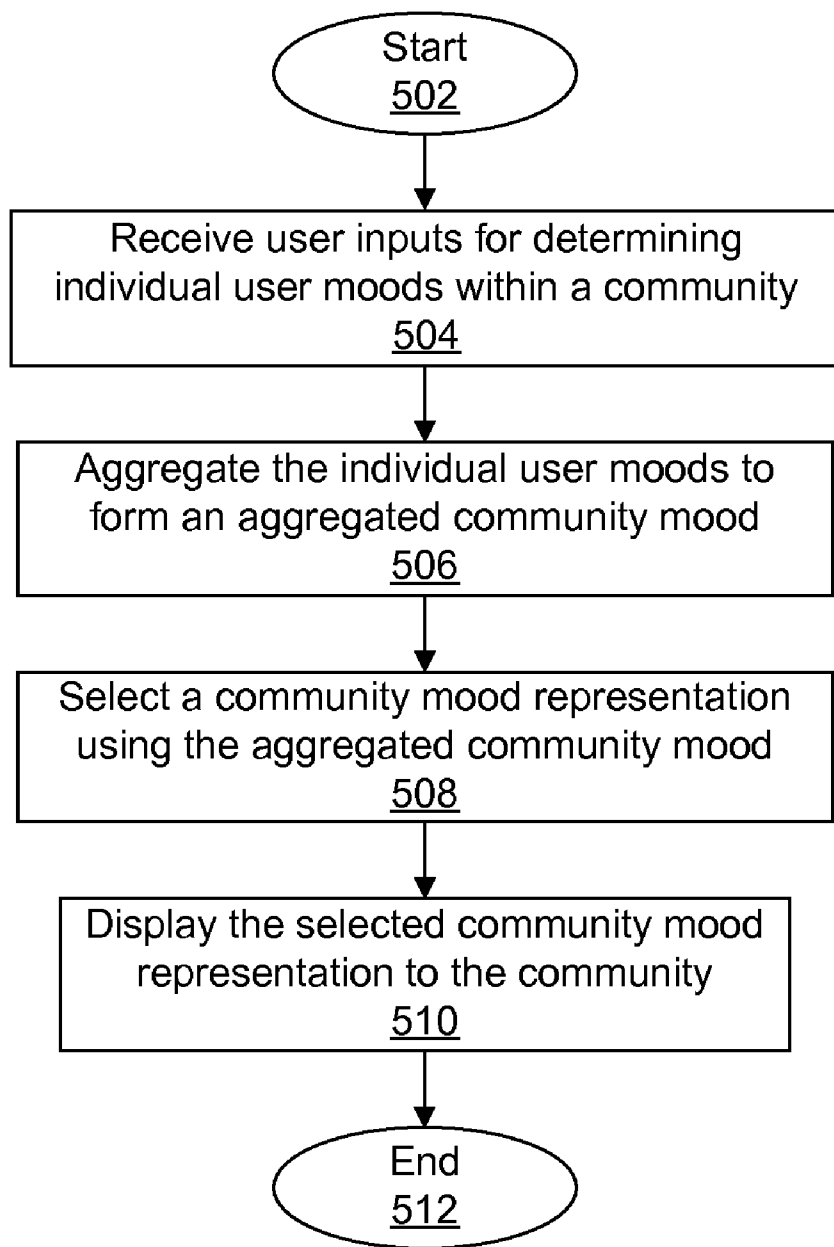 Start
502
Receive user inputs for determining
individual user moods within a community
504
Aggregate the individual user moods to
form an aggregated community mood
506
Select a community mood representation
using the aggregated community mood
508
Display the selected community mood
representation to the community
510
End
512